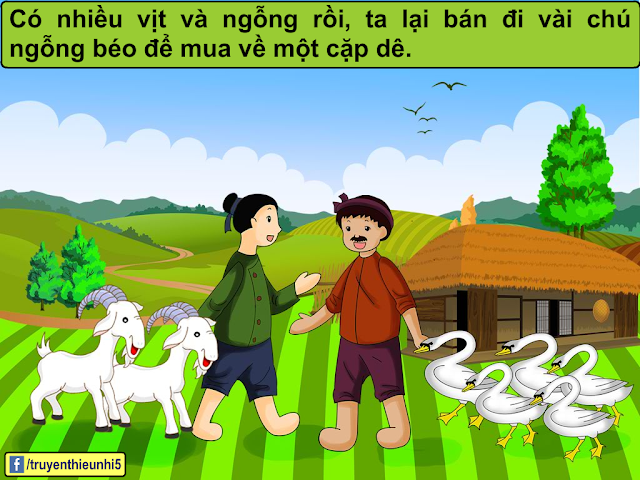 Có nhiều vịt và ngỗng rồi, ta lại bán đi vài chú
ngỗng béo để mua về một cặp dê.
f /truyenthieunhi5